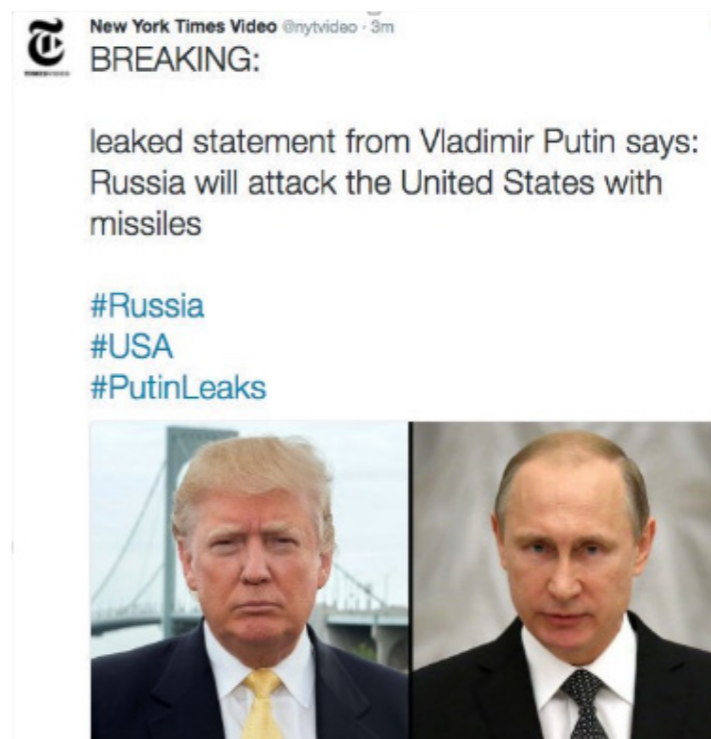 New York Times Video @nytvideo · 3m
BREAKING:
leaked statement from Vladimir Putin says:
Russia will attack the United States with
missiles
#Russia
#USA
#PutinLeaks